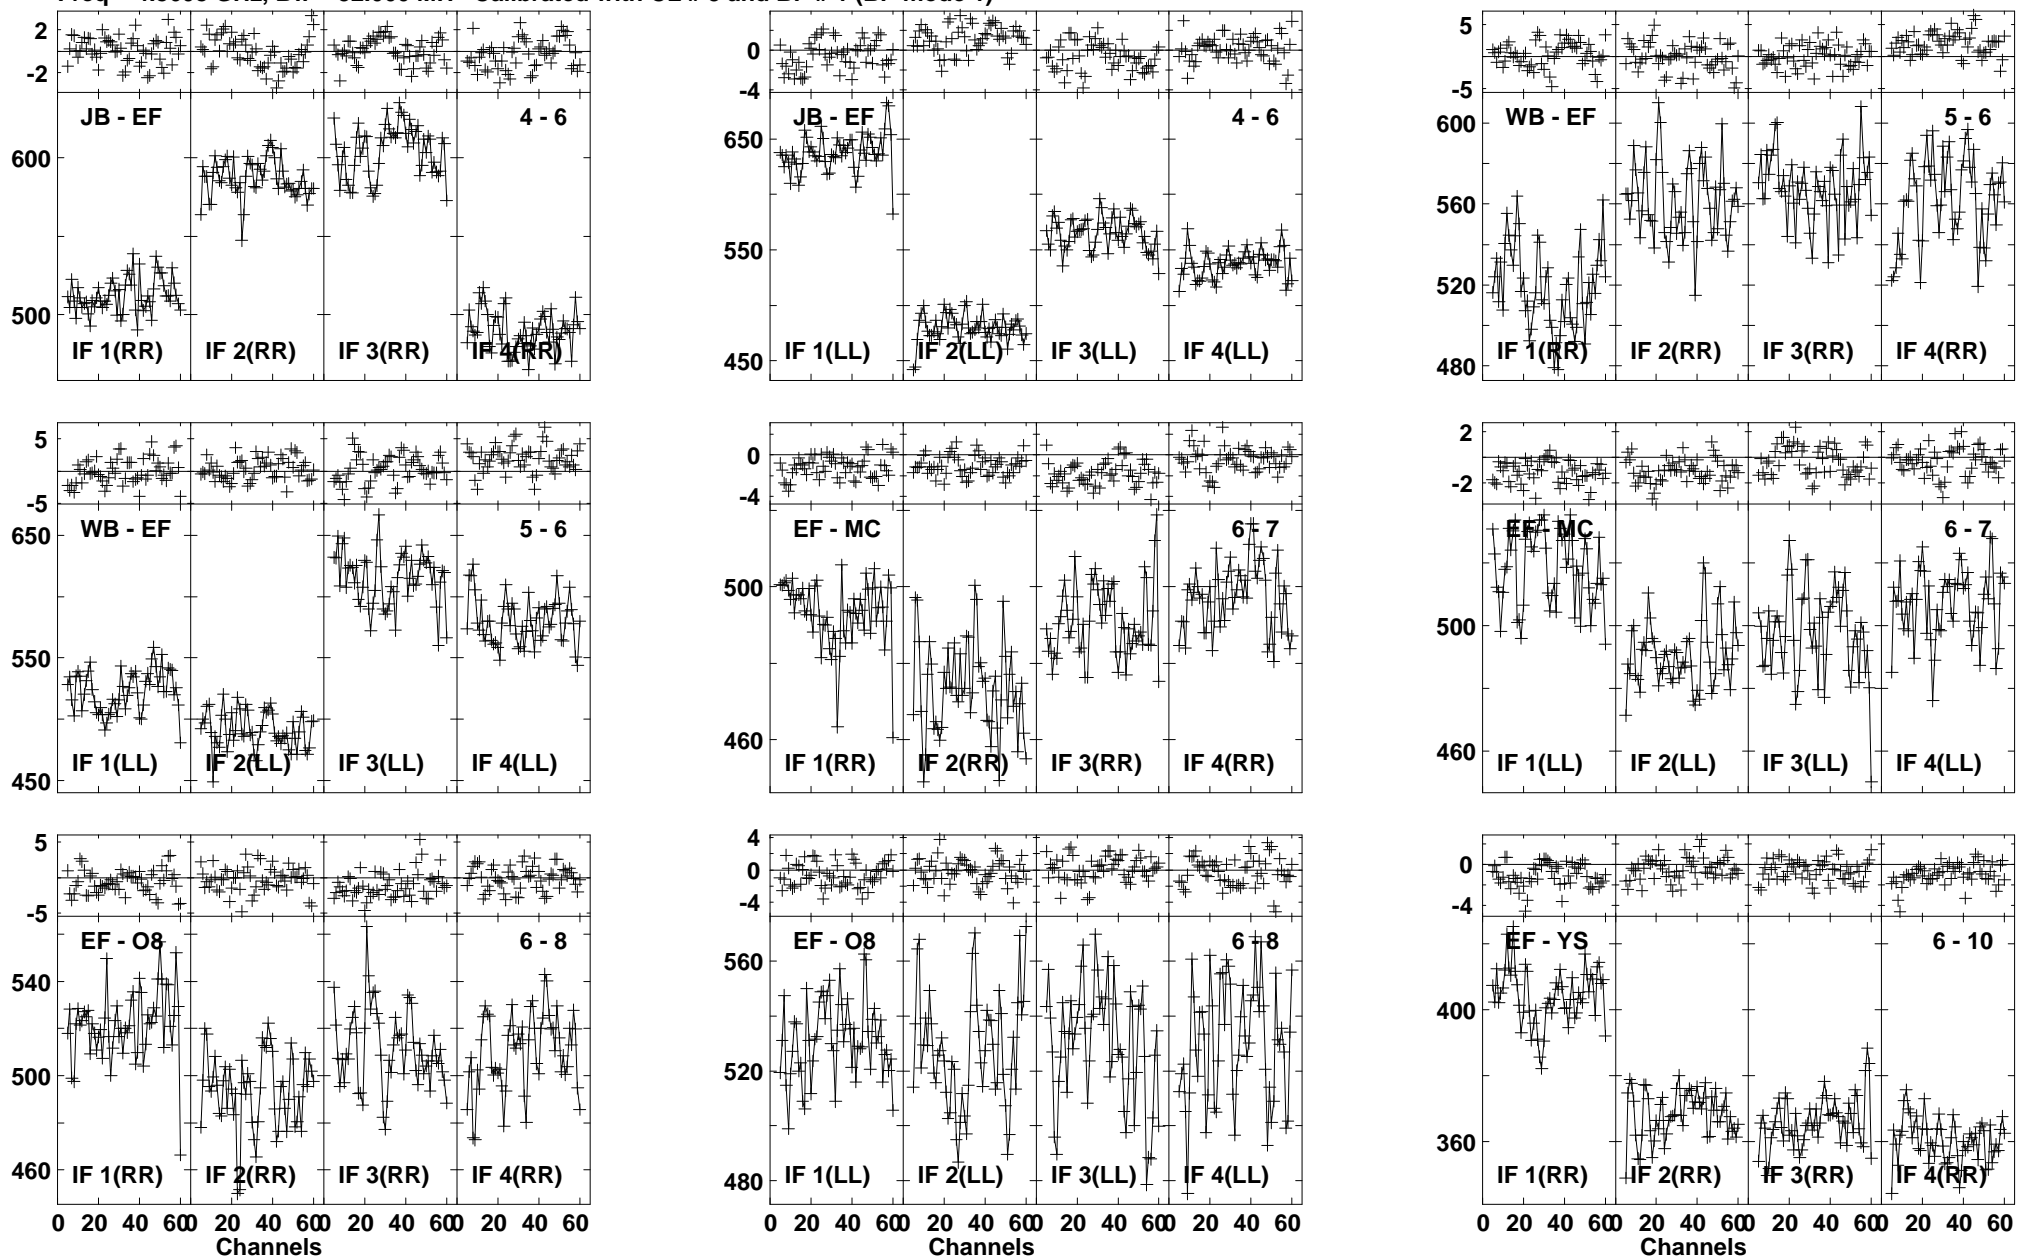 2 0 2
0 -2 5
-2 -4 -5
JB - EF 4 - 6
JB - EF 4 - 6
WB - EF 5 - 6
600
500
650
550
450
600
560
520
480
IF 1(RR) IF 2(RR) IF 3(RR) IF 4(RR)
IF 1(LL) IF 2(LL) IF 3(LL) IF 4(LL)
IF 1(RR) IF 2(RR) IF 3(RR) IF 4(RR)
5
-5
0
-4
2
-2
WB - EF 5 - 6
EF - MC 6 - 7
EF - MC 6 - 7
650
550
450
500
460
500
460
IF 1(LL) IF 2(LL) IF 3(LL) IF 4(LL)
IF 1(RR) IF 2(RR) IF 3(RR) IF 4(RR)
IF 1(LL) IF 2(LL) IF 3(LL) IF 4(LL)
5
-5
4
0
-4
0
-4
EF - O8 6 - 8
EF - O8 6 - 8
EF - YS 6 - 10
540
500
460
560
520
480
400
360
IF 1(RR) IF 2(RR) IF 3(RR) IF 4(RR)
IF 1(LL) IF 2(LL) IF 3(LL) IF 4(LL)
IF 1(RR) IF 2(RR) IF 3(RR) IF 4(RR)
0 20 40 60 0 20 40 60 0 20 40 60 0 20 40 60
0 20 40 60 0 20 40 60 0 20 40 60 0 20 40 60
0 20 40 60 0 20 40 60 0 20 40 60 0 20 40 60
Channels
Channels
Channels